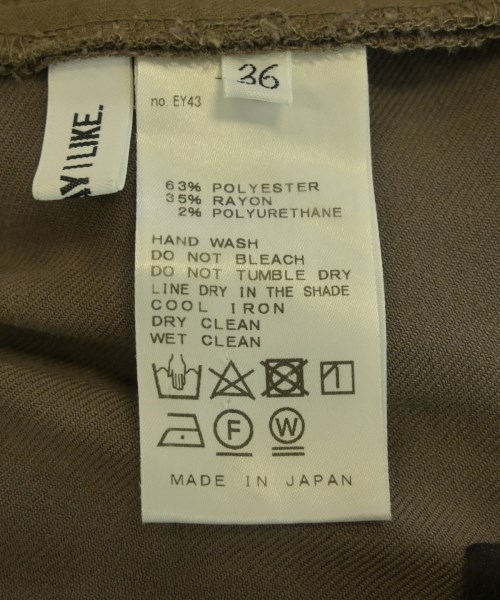 36
no. EY43
Y I LIKE.
63% POLYESTER
35% RAYON
2% POLYURETHANE
HAND WASH
DO NOT BLEACH
DO NOT TUMBLE DRY
LINE DRY IN THE SHADE
COOL IRON
DRY CLEAN
WET CLEAN
F
W
MADE IN JAPAN